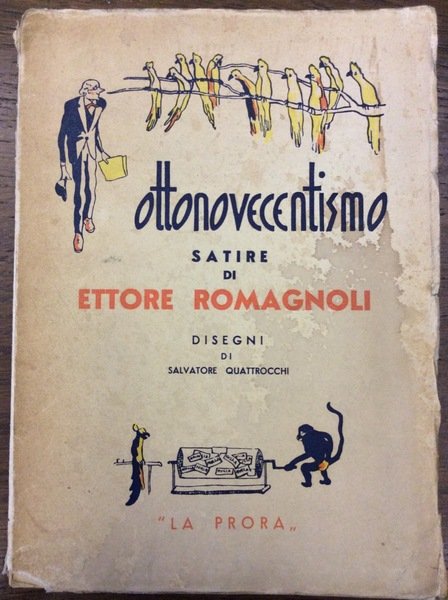 ottonovecentismo
SATIRE
DI
ETTORE ROMAGNOLI
DISEGNI
DI
SALVATORE QUATTROCCHI
"LA PRORA„